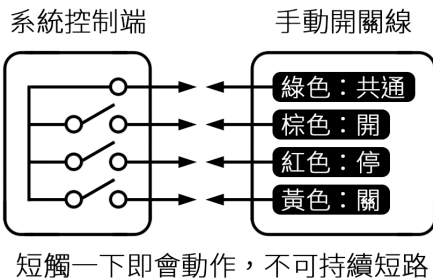 系統控制端
手動開關線
綠色：共通
棕色：開
紅色：停
黃色：關
短觸一下即會動作，不可持續短路